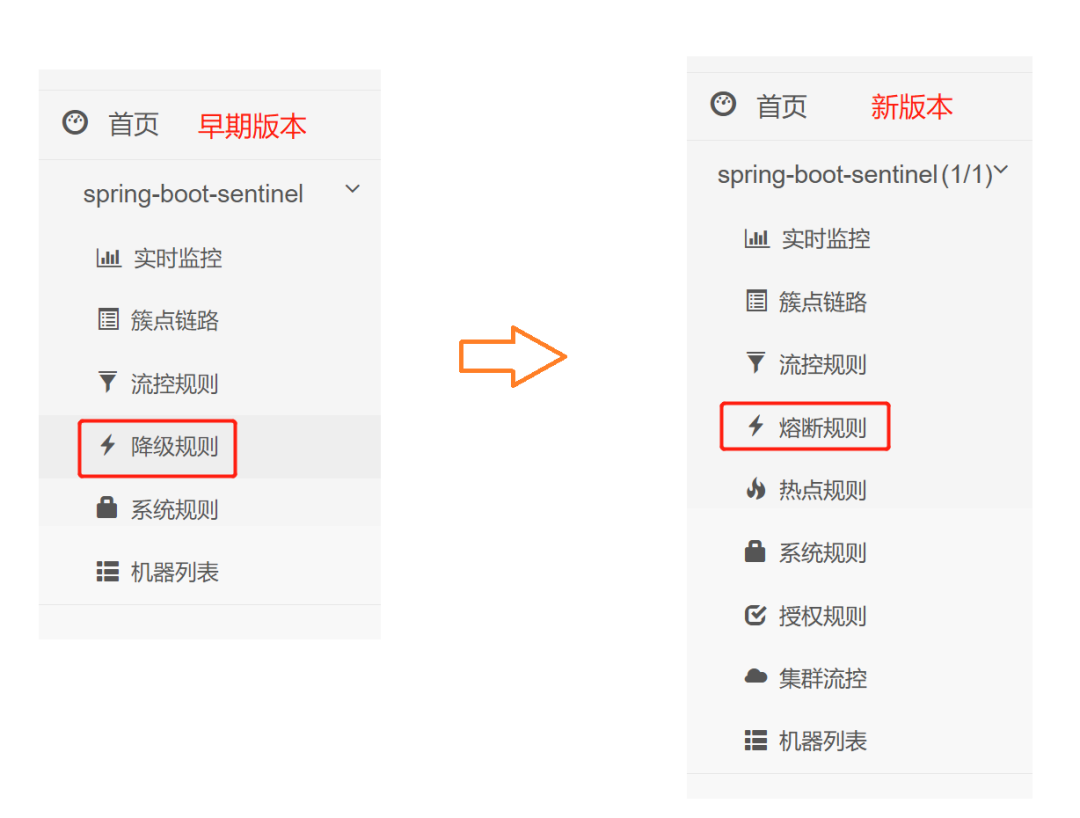 首页 早期版本
spring-boot-sentinel
实时监控
簇点链路
流控规则
降级规则
系统规则
机器列表
首页 新版本
spring-boot-sentinel(1/1)
实时监控
簇点链路
流控规则
熔断规则
热点规则
系统规则
授权规则
集群流控
机器列表